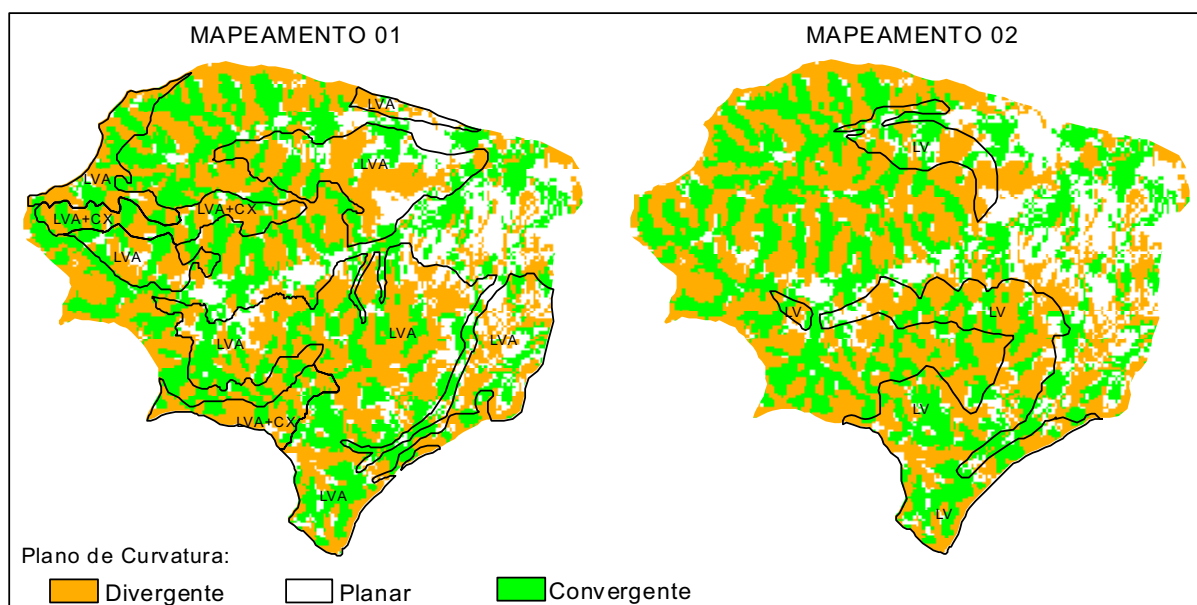 MAPEAMENTO 01
MAPEAMENTO 02
LVA
LVA
LV
LVA
LVA+CX
LVA+CX
LVA
LV
LV
LVA
LVA
LVA
LVA+CX
LV
LVA
LV
Plano de Curvatura:
Divergente
Planar
Convergente